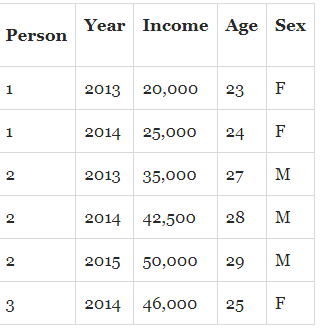 Person Year Income Age Sex
1 2013 20,000 23 F
1 2014 25,000 24 F
2 2013 35,000 27 M
2 2014 42,500 28 M
2 2015 50,000 29 M
3 2014 46,000 25 F